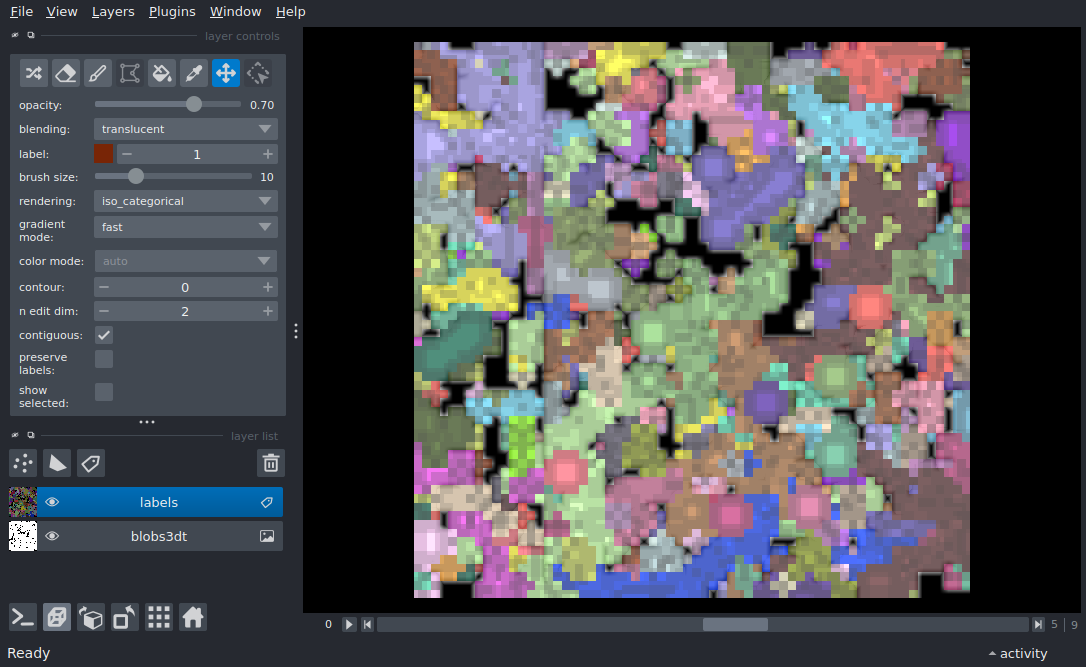 File View Layers Plugins Window Help
layer controls
opacity: 0.70
blending: translucent
label: 1
brush size: 10
rendering: iso_categorical
gradient
mode: fast
color mode: auto
contour: 0
n edit dim: 2
contiguous:
preserve
labels:
show
selected:
layer list
labels
blobs3dt
0 5 | 9
Ready activity